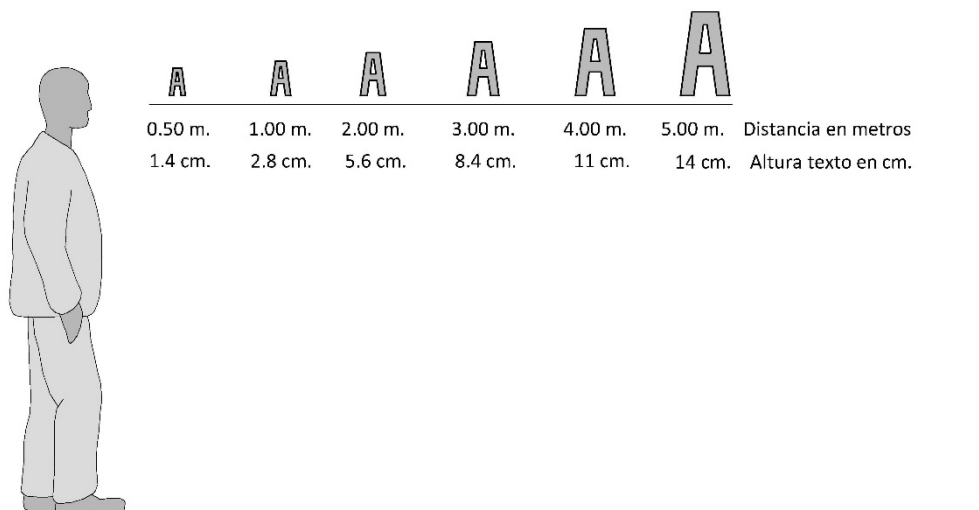 A A A A A A
0.50 m. 1.00 m. 2.00 m. 3.00 m. 4.00 m. 5.00 m. Distancia en metros
1.4 cm. 2.8 cm. 5.6 cm. 8.4 cm. 11 cm. 14 cm. Altura texto en cm.